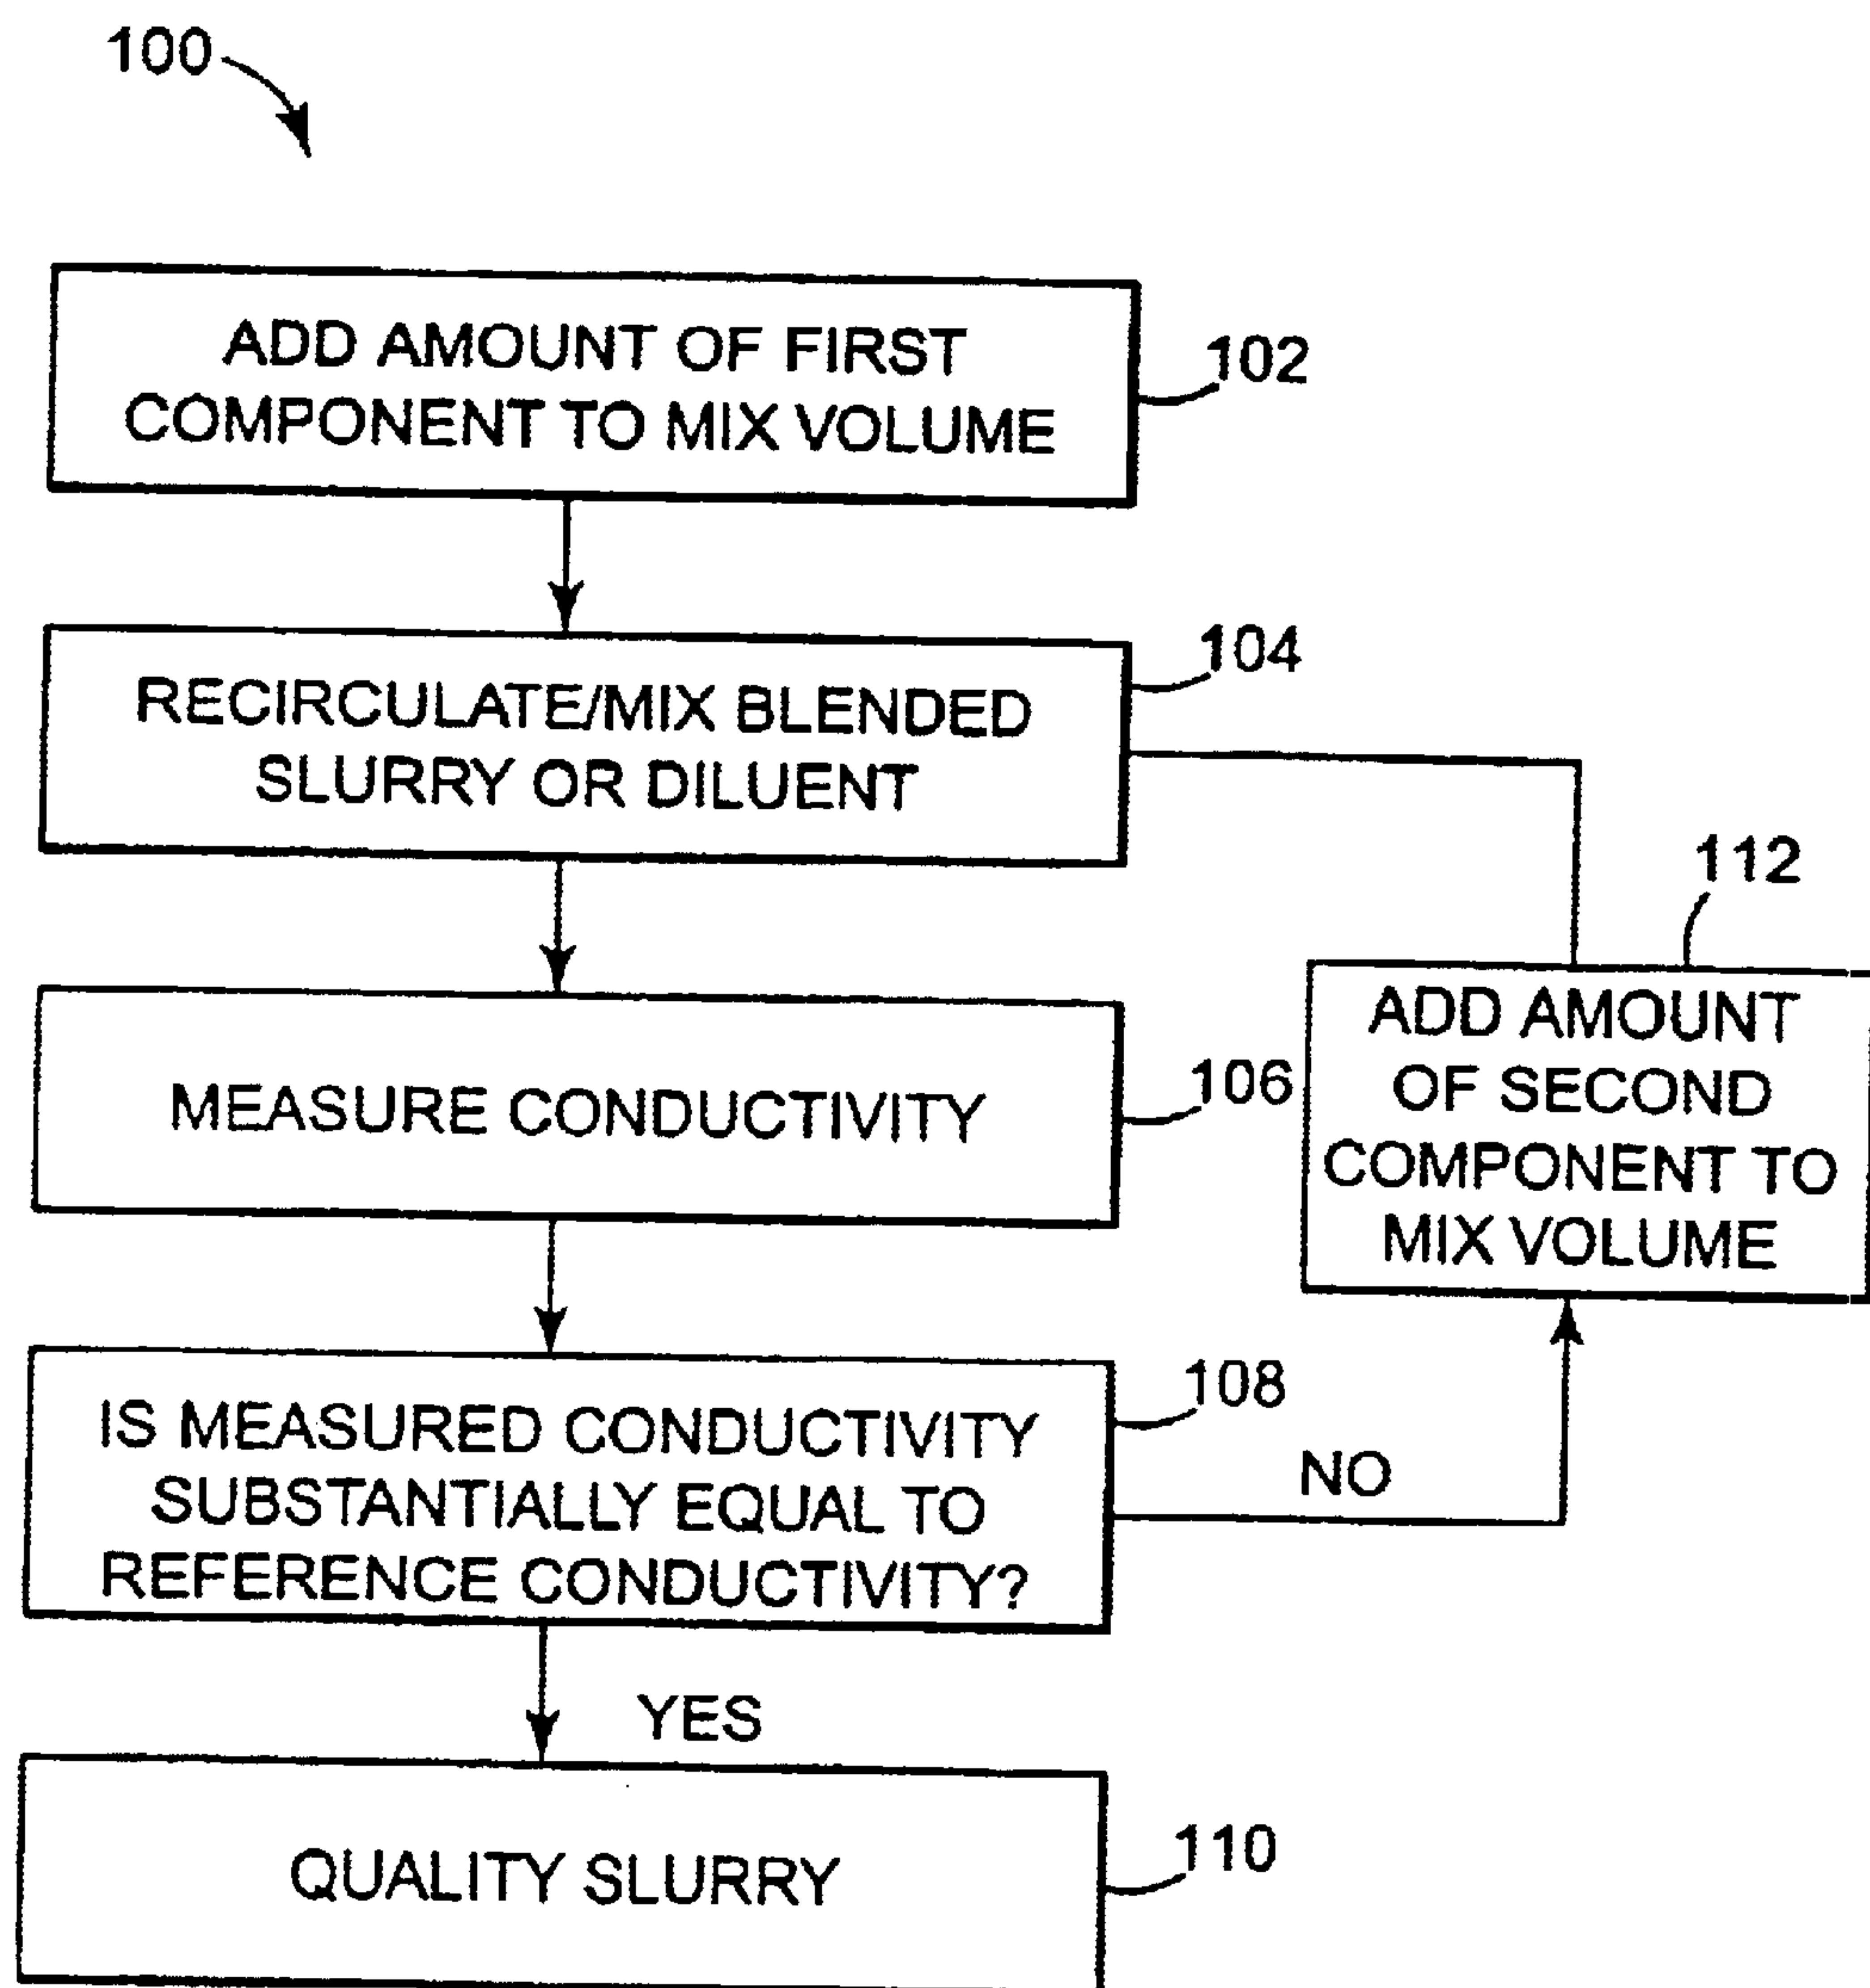 100
ADD AMOUNT OF FIRST
COMPONENT TO MIX VOLUME
102
RECIRCULATE/MIX BLENDED
SLURRY OR DILUENT
104
MEASURE CONDUCTIVITY
106
112
ADD AMOUNT
OF SECOND
COMPONENT TO
MIX VOLUME
IS MEASURED CONDUCTIVITY
SUBSTANTIALLY EQUAL TO
REFERENCE CONDUCTIVITY?
108
NO
YES
QUALITY SLURRY
110